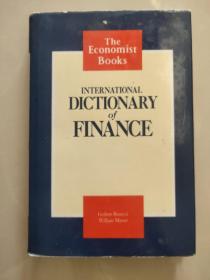 The
Economist
Books
INTERNATIONAL
DICTIONARY
of
FINANCE
Graham Bannock
William Manser